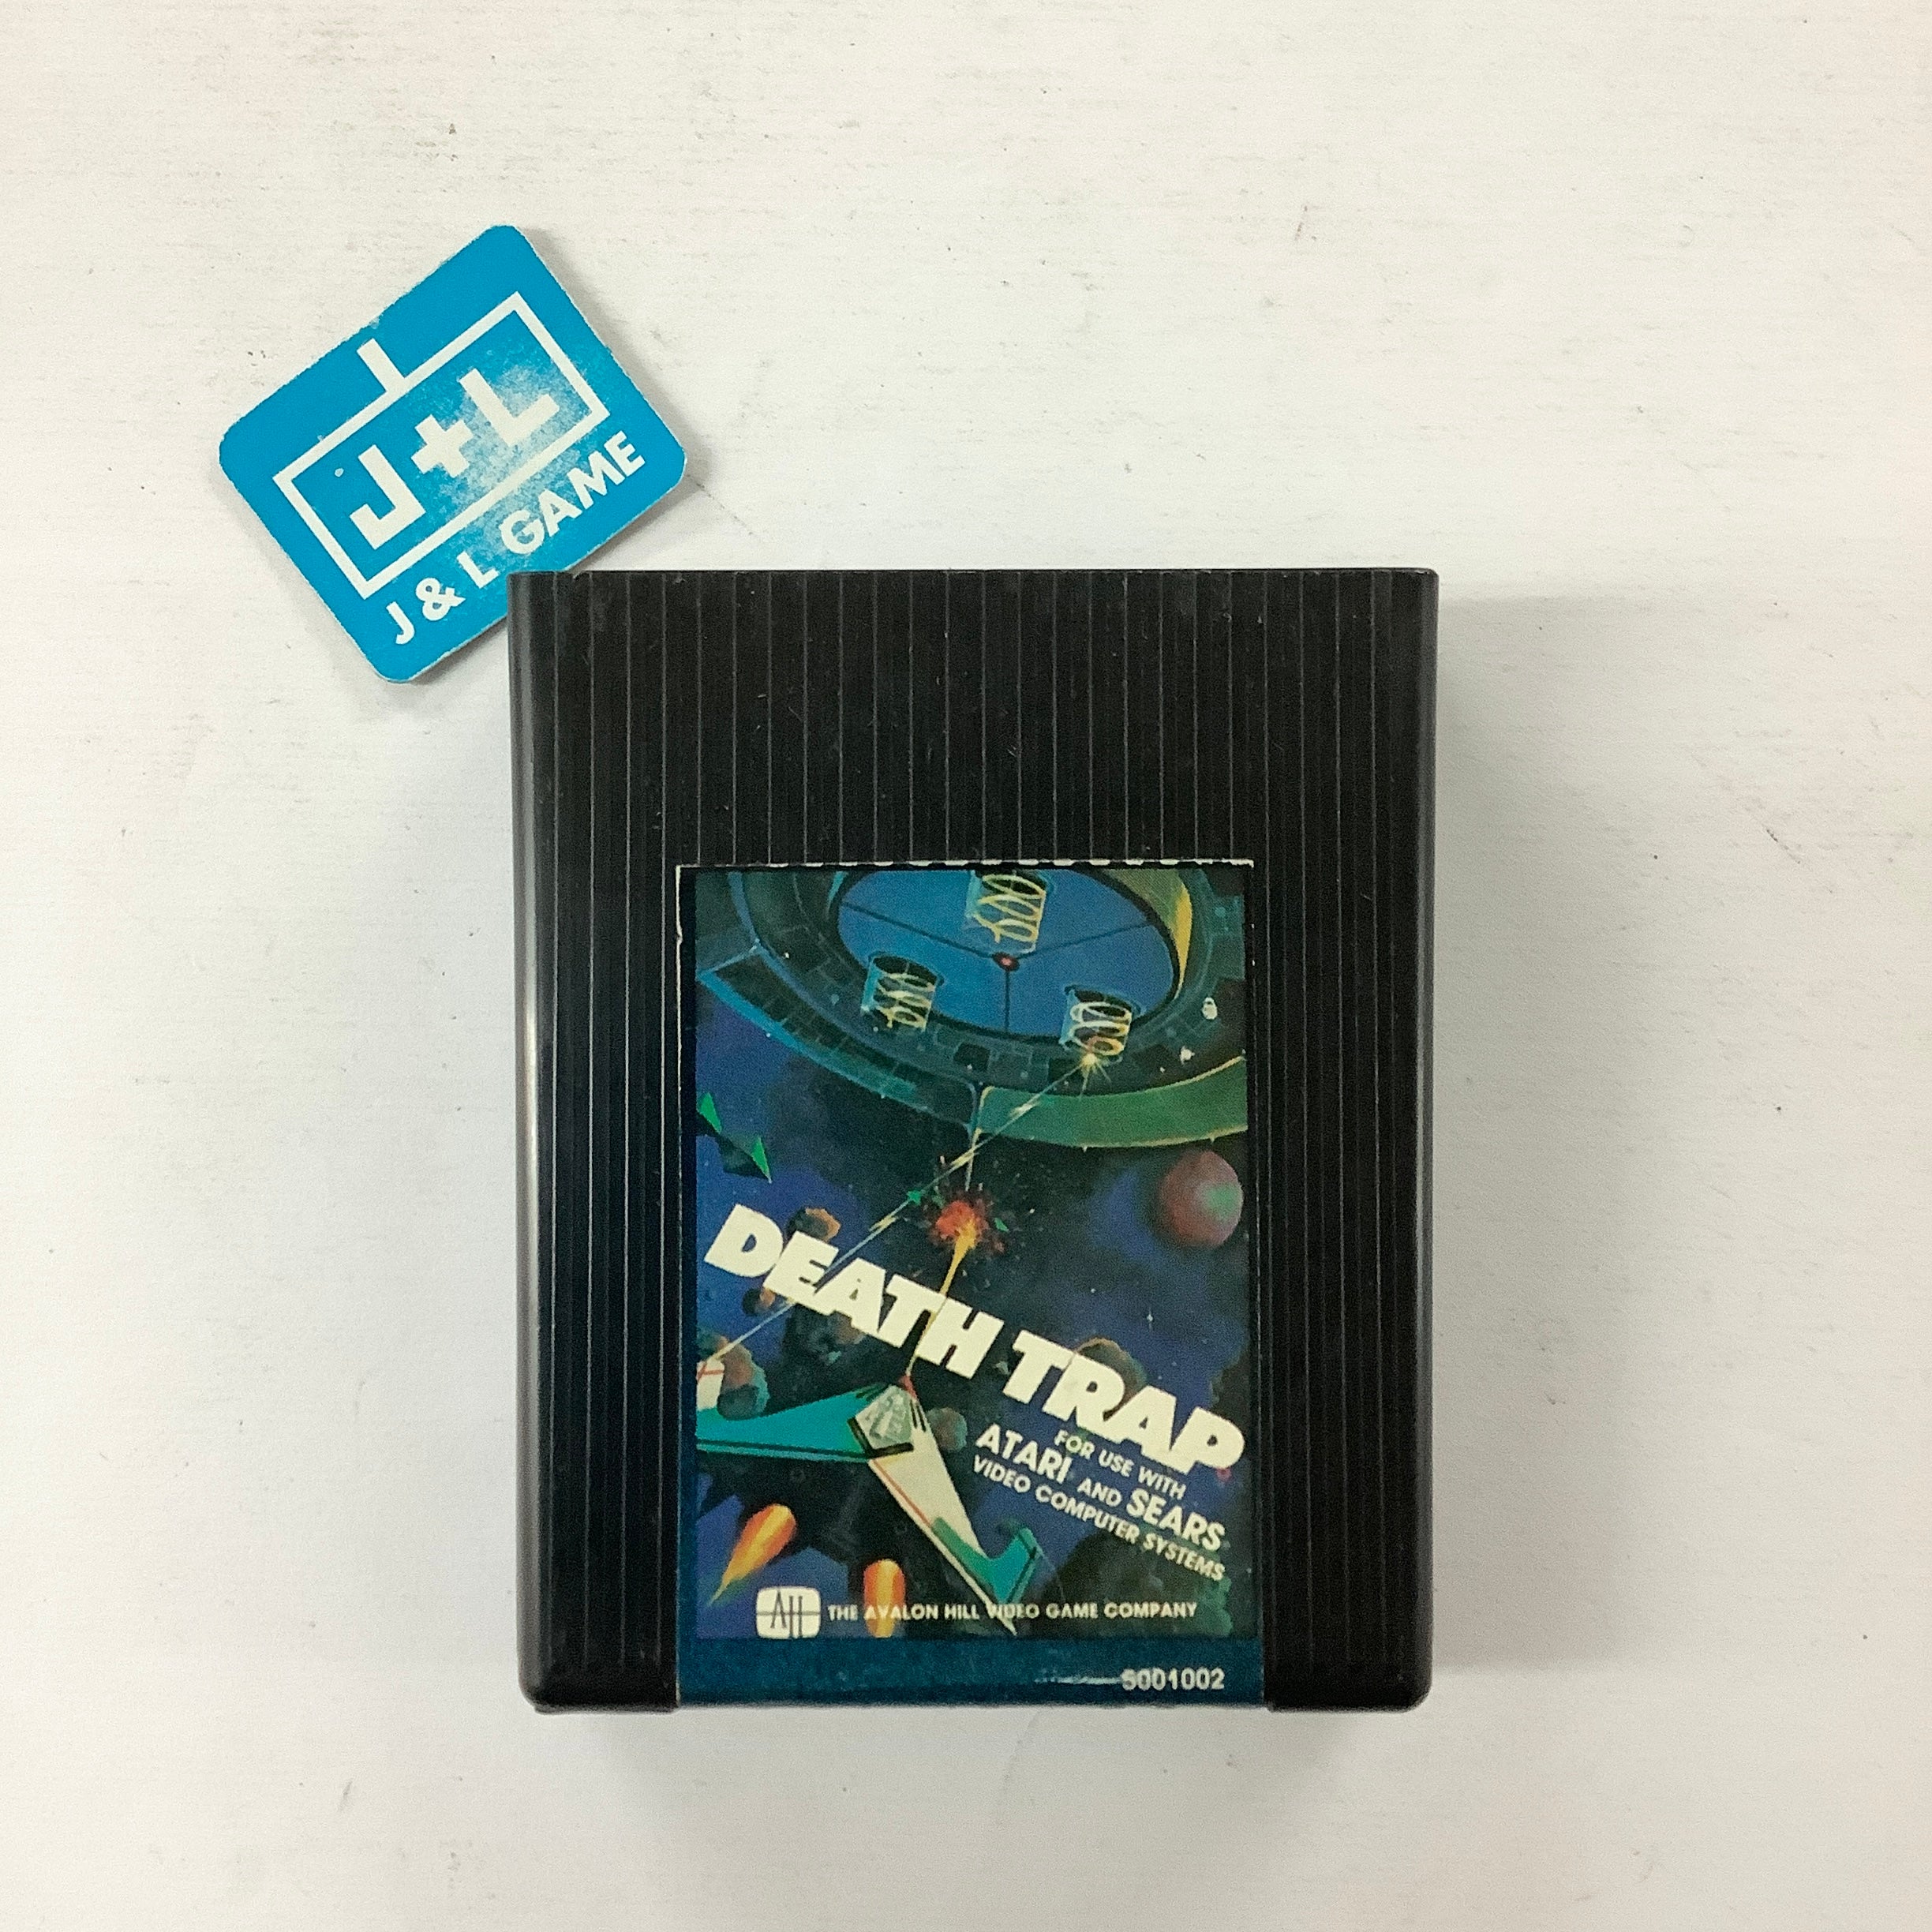 J+L
J & L GAME
DEATH TRAP
FOR USE WITH
ATARI AND SEARS
VIDEO COMPUTER SYSTEMS
AH THE AVALON HILL VIDEO GAME COMPANY
5001002